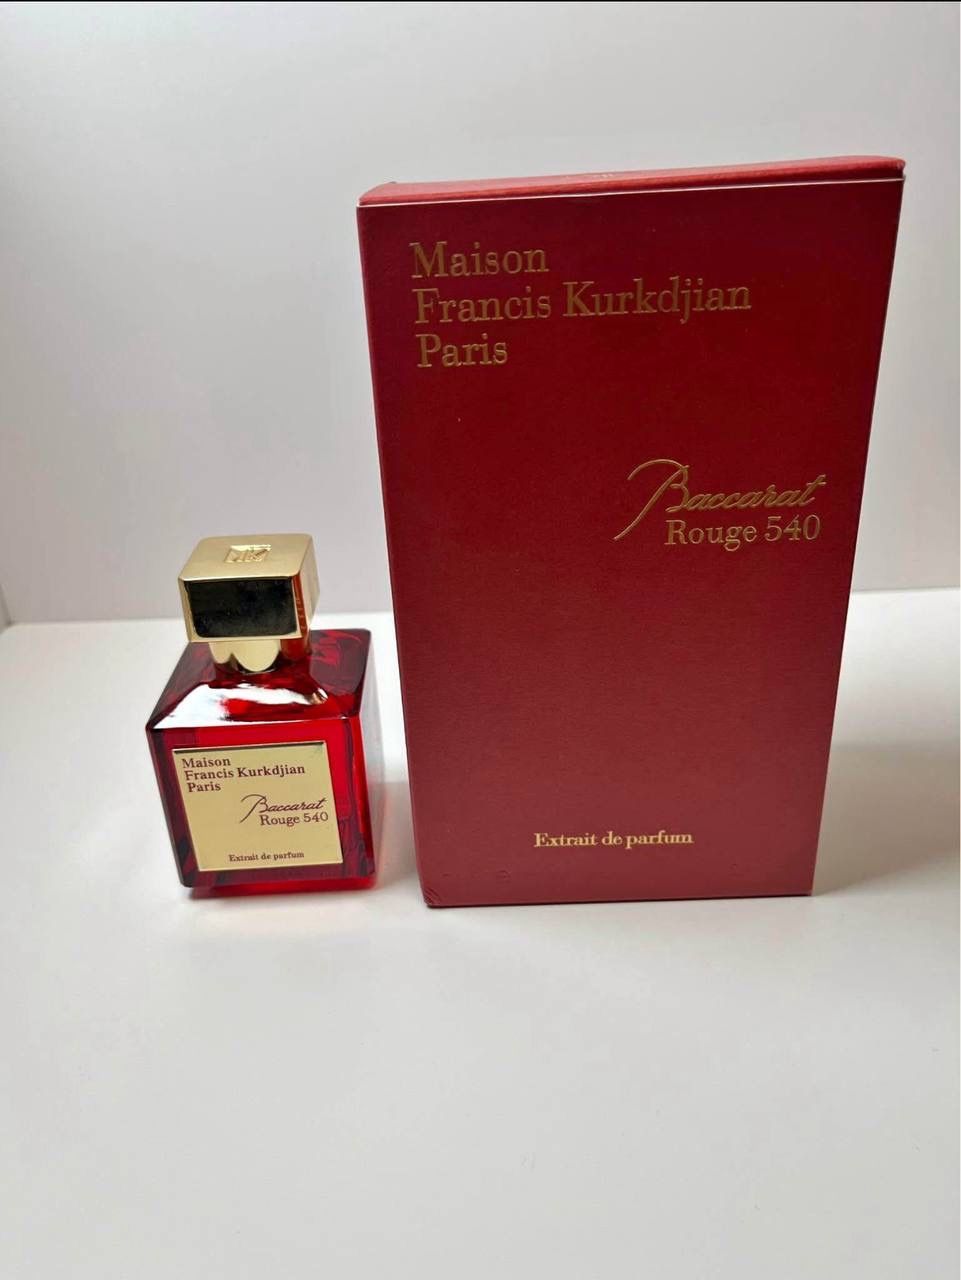 Maison
Francis Kurkdjian
Paris
Baccarat
Rouge 540
Extrait de parfum
Maison
Francis Kurkdjian
Paris
Baccarat
Rouge 540
Extrait de parfum